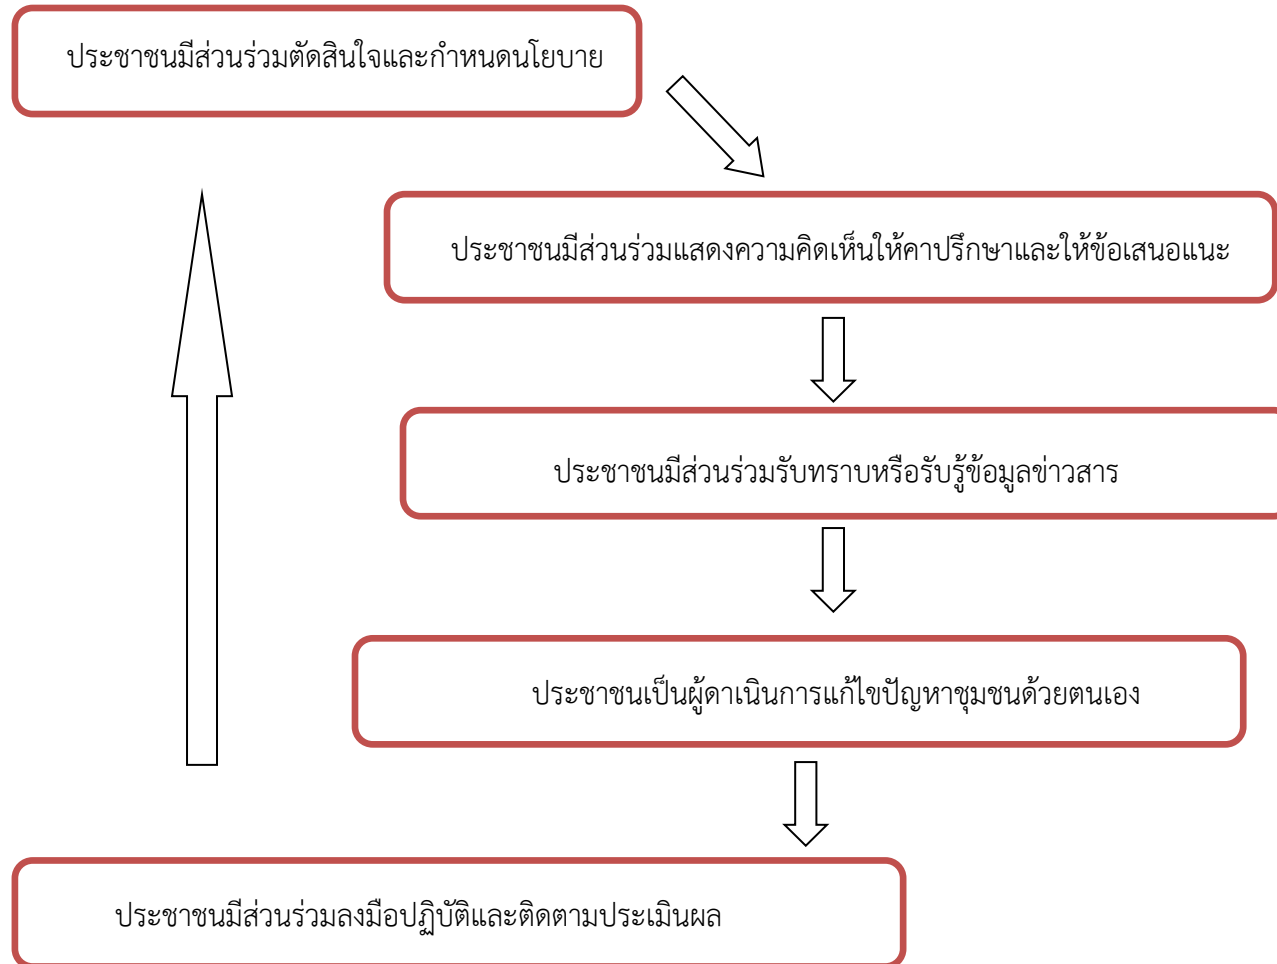 ประชาชนมีส่วนร่วมตัดสินใจและกำหนดนโยบาย
ประชาชนมีส่วนร่วมแสดงความคิดเห็นให้คาปรึกษาและให้ข้อเสนอแนะ
ประชาชนมีส่วนร่วมรับทราบหรือรับรู้ข้อมูลข่าวสาร
ประชาชนเป็นผู้ดาเนินการแก้ไขปัญหาชุมชนด้วยตนเอง
ประชาชนมีส่วนร่วมลงมือปฏิบัติและติดตามประเมินผล